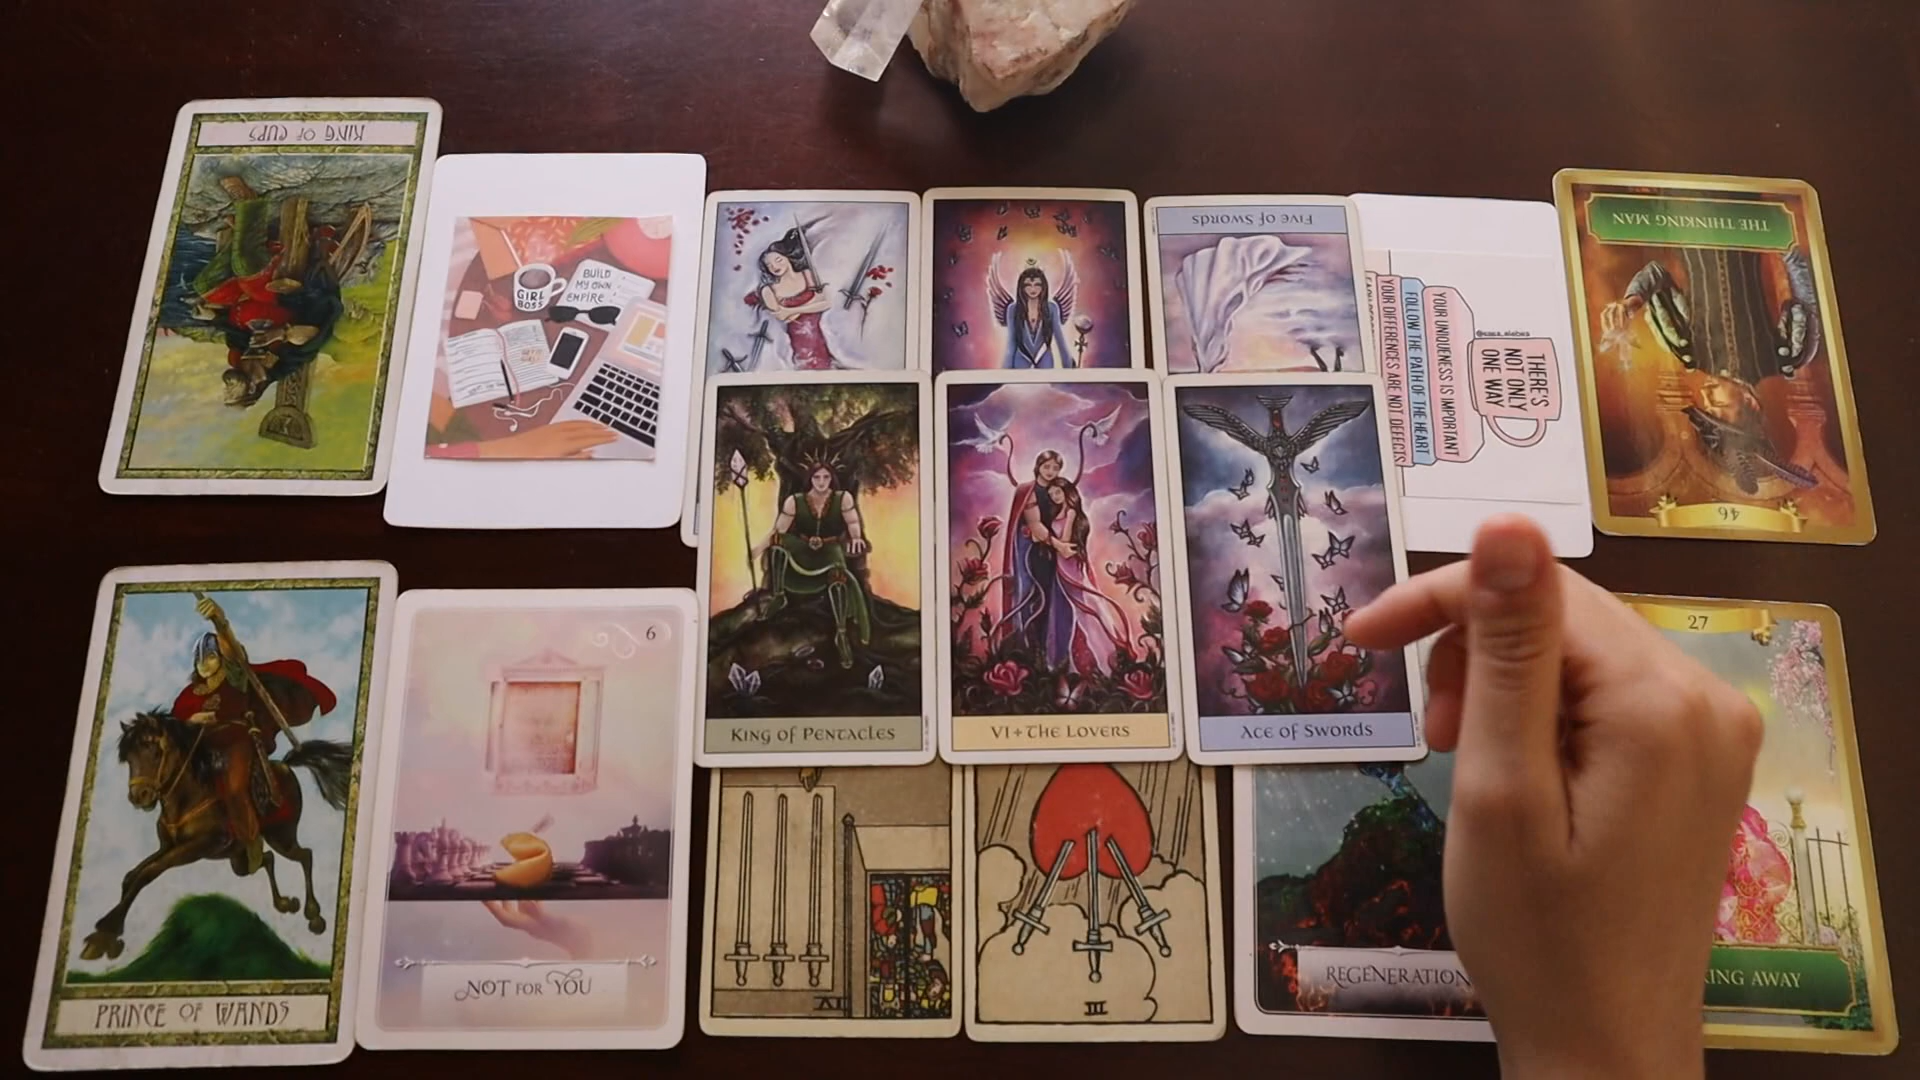 KING OF CUPS
GIRL
BOSS
BUILD
MY OWN
EMPIRE
FIVE OF SWORDS
YOUR DIFFERENCES ARE NOT DEFECTS
FOLLOW THE PATH OF THE HEART
YOUR UNIQUENESS IS IMPORTANT
THERE'S
NOT ONLY
ONE WAY
THE THINKING MAN
46
KING OF PENTACLES
VI + THE LOVERS
ACE OF SWORDS
PRINCE OF WANDS
6
NOT FOR YOU
IV
III
REGENERATION
27
KING AWAY